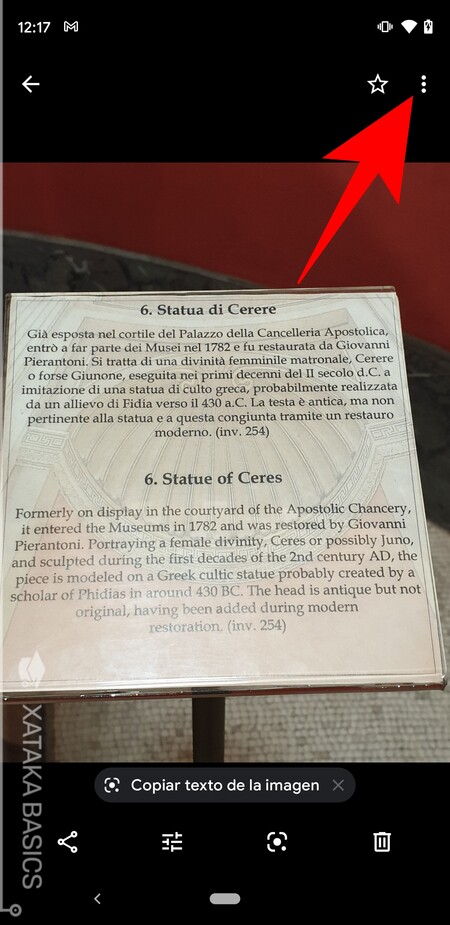 12:17
6. Statua di Cerere
Già esposta nel cortile del Palazzo della Cancelleria Apostolica,
entrò a far parte dei Musei nel 1782 e fu restaurata da Giovanni
Pierantoni. Si tratta di una divinità femminile matronale, Cerere
o forse Giunone, eseguita nei primi decenni del II secolo d.C. a
imitazione di una statua di culto greca, probabilmente realizzata
da un allievo di Fidia verso il 430 a.C. La testa è antica, ma non
pertinente alla statua e a questa congiunta tramite un restauro
moderno. (inv. 254)
6. Statue of Ceres
Formerly on display in the courtyard of the Apostolic Chancery,
it entered the Museums in 1782 and was restored by Giovanni
Pierantoni. Portraying a female divinity, Ceres or possibly Juno,
and sculpted during the first decades of the 2nd century AD, the
piece is modeled on a Greek cultic statue probably created by a
scholar of Phidias in around 430 BC. The head is antique but not
original, having been added during modern
restoration. (inv. 254)
Copiar texto de la imagen
XATAKA BASICS